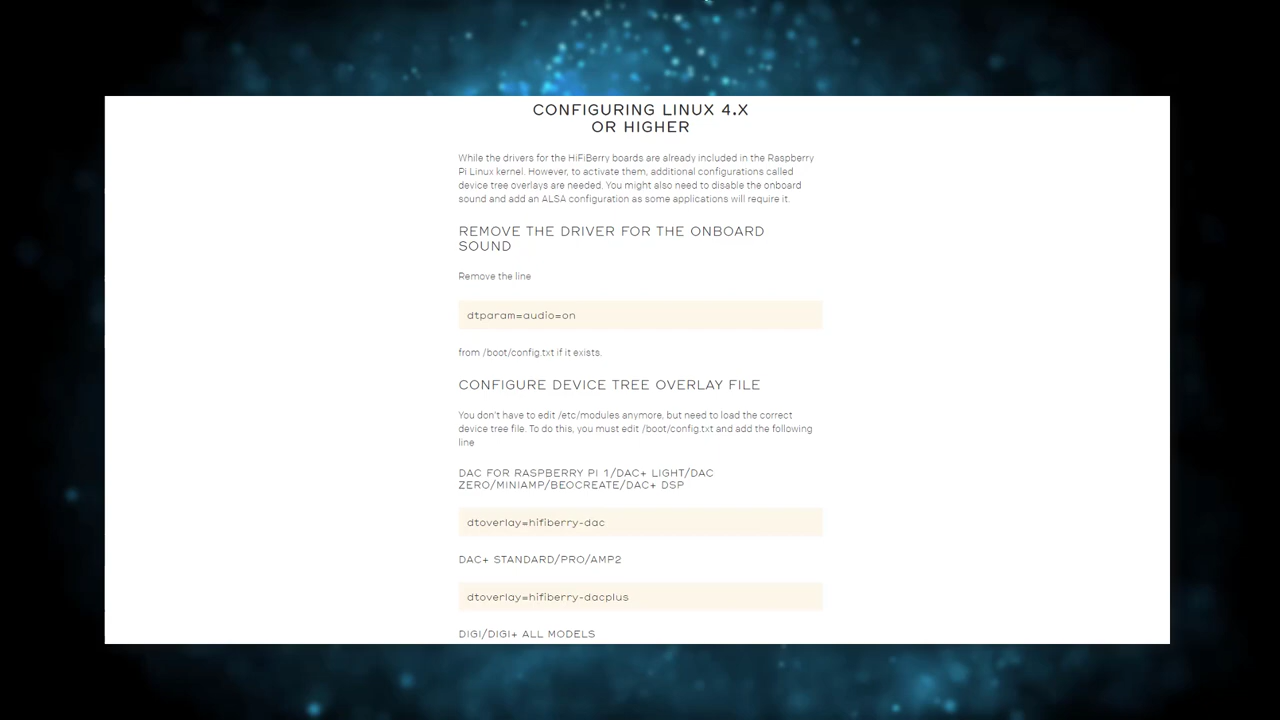 CONFIGURING LINUX 4.X
OR HIGHER
While the drivers for the HiFiBerry boards are already included in the Raspberry
Pi Linux kernel. However, to activate them, additional configurations called
device tree overlays are needed. You might also need to disable the onboard
sound and add an ALSA configuration as some applications will require it.
REMOVE THE DRIVER FOR THE ONBOARD
SOUND
Remove the line
dtparam=audio=on
from /boot/config.txt if it exists.
CONFIGURE DEVICE TREE OVERLAY FILE
You don't have to edit /etc/modules anymore, but need to load the correct
device tree file. To do this, you must edit /boot/config.txt and add the following
line
DAC FOR RASPBERRY PI 1/DAC+ LIGHT/DAC
ZERO/MINIAMP/BEOCREATE/DAC+ DSP
dtoverlay=hifiberry-dac
DAC+ STANDARD/PRO/AMP2
dtoverlay=hifiberry-dacplus
DIGI/DIGI+ ALL MODELS